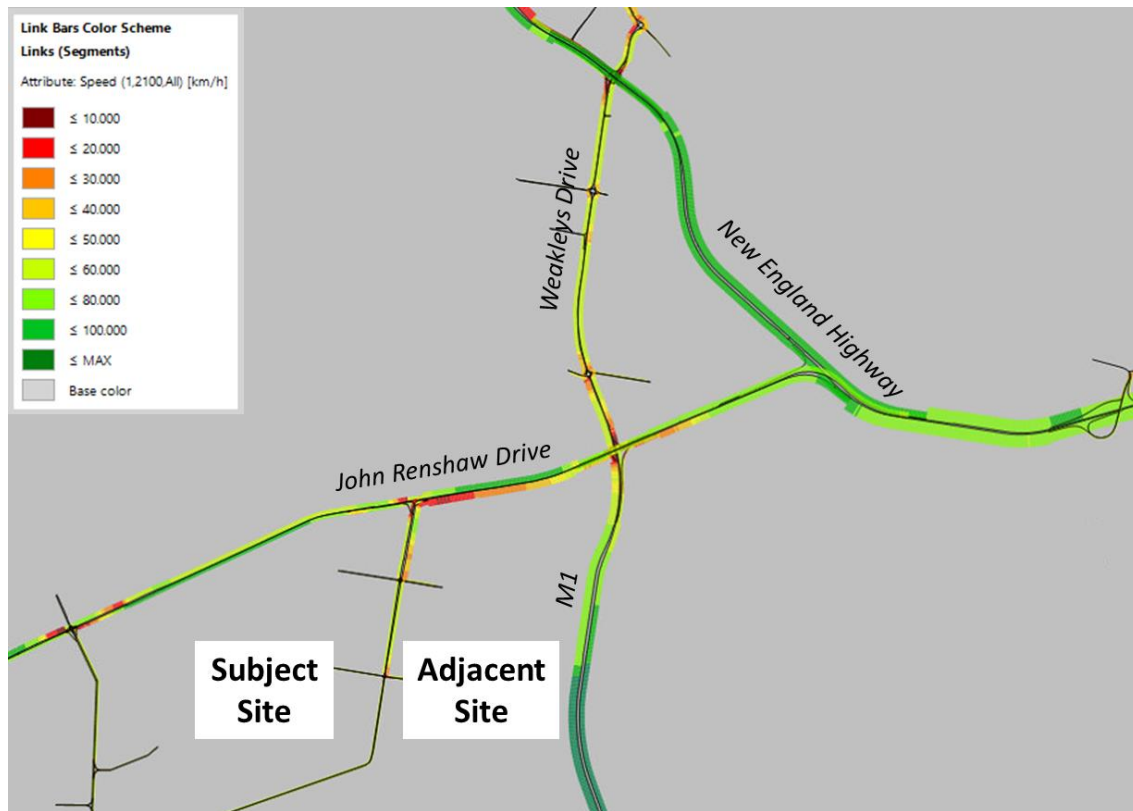 Link Bars Color Scheme
Links (Segments)
Attribute: Speed (1,2100,All) [km/h]
≤ 10.000
≤ 20.000
≤ 30.000
≤ 40.000
≤ 50.000
≤ 60.000
≤ 80.000
≤ 100.000
≤ MAX
Base color
Weakleys Drive
New England Highway
John Renshaw Drive
M1
Subject
Site
Adjacent
Site